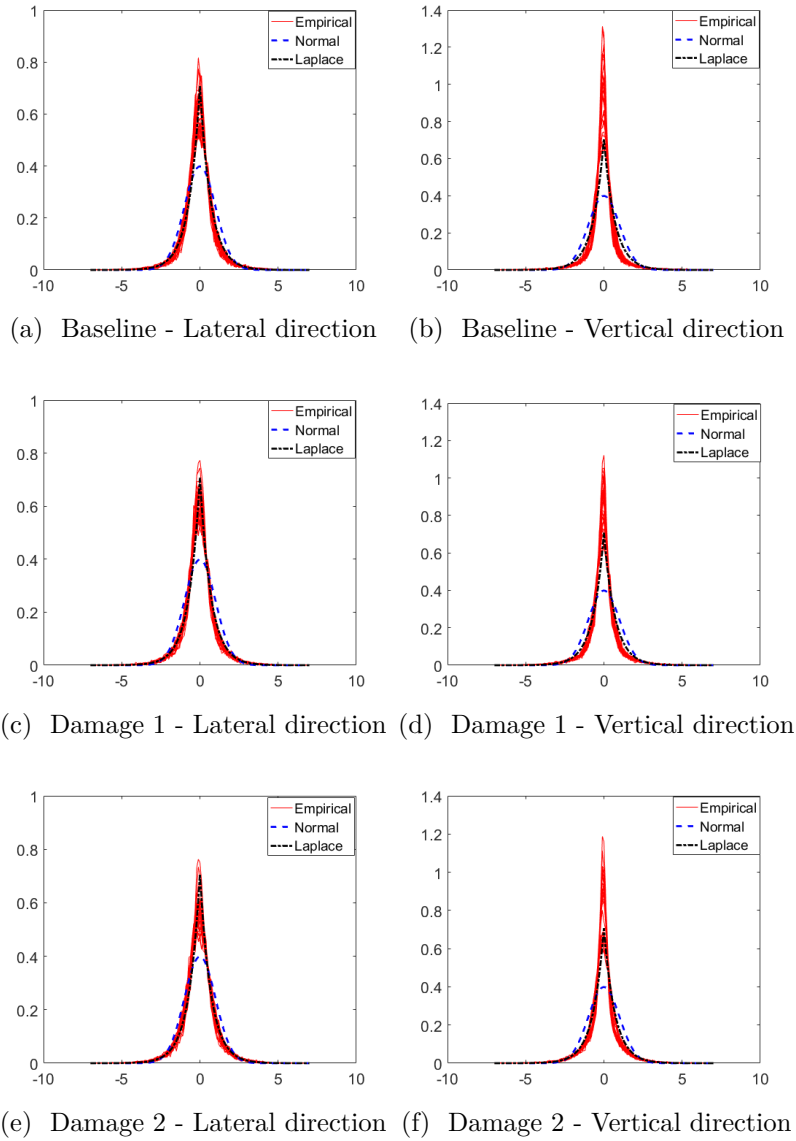 1
0.8
0.6
0.4
0.2
0
-10 -5 0 5 10
Empirical
Normal
Laplace
(a) Baseline - Lateral direction
1.4
1.2
1
0.8
0.6
0.4
0.2
0
-10 -5 0 5 10
Empirical
Normal
Laplace
(b) Baseline - Vertical direction
1
0.8
0.6
0.4
0.2
0
-10 -5 0 5 10
Empirical
Normal
Laplace
(c) Damage 1 - Lateral direction
1.4
1.2
1
0.8
0.6
0.4
0.2
0
-10 -5 0 5 10
Empirical
Normal
Laplace
(d) Damage 1 - Vertical direction
1
0.8
0.6
0.4
0.2
0
-10 -5 0 5 10
Empirical
Normal
Laplace
(e) Damage 2 - Lateral direction
1.4
1.2
1
0.8
0.6
0.4
0.2
0
-10 -5 0 5 10
Empirical
Normal
Laplace
(f) Damage 2 - Vertical direction